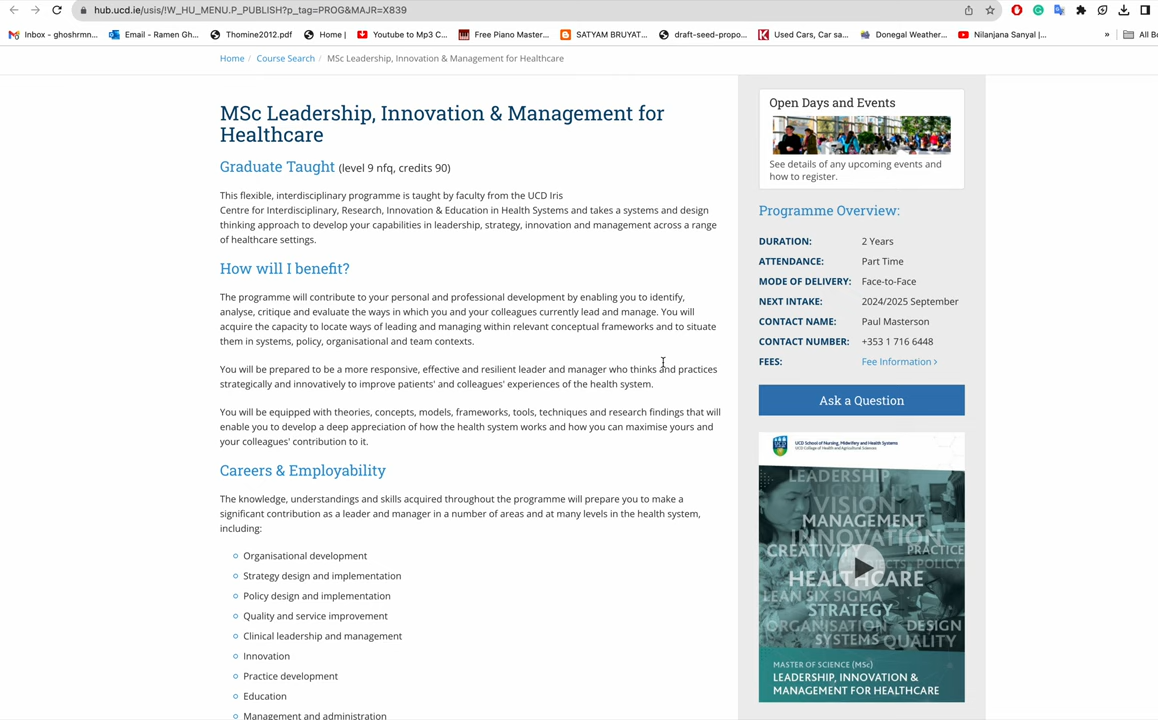 hub.ucd.ie/usis/!W_HU_MENU.P_PUBLISH?p_tag=PROG&MAJR=X839
Inbox - ghoshrmn...
Email - Ramen Gh...
Thomine2012.pdf
Home |
Youtube to Mp3 C...
Free Piano Master...
SATYAM BRUYAT...
draft-seed-propo...
Used Cars, Car sa...
Donegal Weather...
Nilanjana Sanyal |...
»
All Bo
Home / Course Search / MSc Leadership, Innovation & Management for Healthcare
MSc Leadership, Innovation & Management for
Healthcare
Graduate Taught (level 9 nfq, credits 90)
This flexible, interdisciplinary programme is taught by faculty from the UCD Iris
Centre for Interdisciplinary, Research, Innovation & Education in Health Systems and takes a systems and design
thinking approach to develop your capabilities in leadership, strategy, innovation and management across a range
of healthcare settings.
How will I benefit?
The programme will contribute to your personal and professional development by enabling you to identify,
analyse, critique and evaluate the ways in which you and your colleagues currently lead and manage. You will
acquire the capacity to locate ways of leading and managing within relevant conceptual frameworks and to situate
them in systems, policy, organisational and team contexts.
You will be prepared to be a more responsive, effective and resilient leader and manager who thinks and practices
strategically and innovatively to improve patients' and colleagues' experiences of the health system.
You will be equipped with theories, concepts, models, frameworks, tools, techniques and research findings that will
enable you to develop a deep appreciation of how the health system works and how you can maximise yours and
your colleagues' contribution to it.
Careers & Employability
The knowledge, understandings and skills acquired throughout the programme will prepare you to make a
significant contribution as a leader and manager in a number of areas and at many levels in the health system,
including:
Organisational development
Strategy design and implementation
Policy design and implementation
Quality and service improvement
Clinical leadership and management
Innovation
Practice development
Education
Management and administration
Open Days and Events
See details of any upcoming events and
how to register.
Programme Overview:
DURATION: 2 Years
ATTENDANCE: Part Time
MODE OF DELIVERY: Face-to-Face
NEXT INTAKE: 2024/2025 September
CONTACT NAME: Paul Masterson
CONTACT NUMBER: +353 1 716 6448
FEES: Fee Information >
Ask a Question
UCD School of Nursing, Midwifery and Health Systems
UCD College of Health and Agricultural Sciences
LEADERSHIP
VISION
MANAGEMENT
INNOVATION
CREATIVITY PRACTICE
POLICY
HEALTHCARE
LEAN SIX SIGMA
STRATEGY
ORGANISATION DESIGN
SYSTEMS QUALITY
MASTER OF SCIENCE (MSc)
LEADERSHIP, INNOVATION &
MANAGEMENT FOR HEALTHCARE